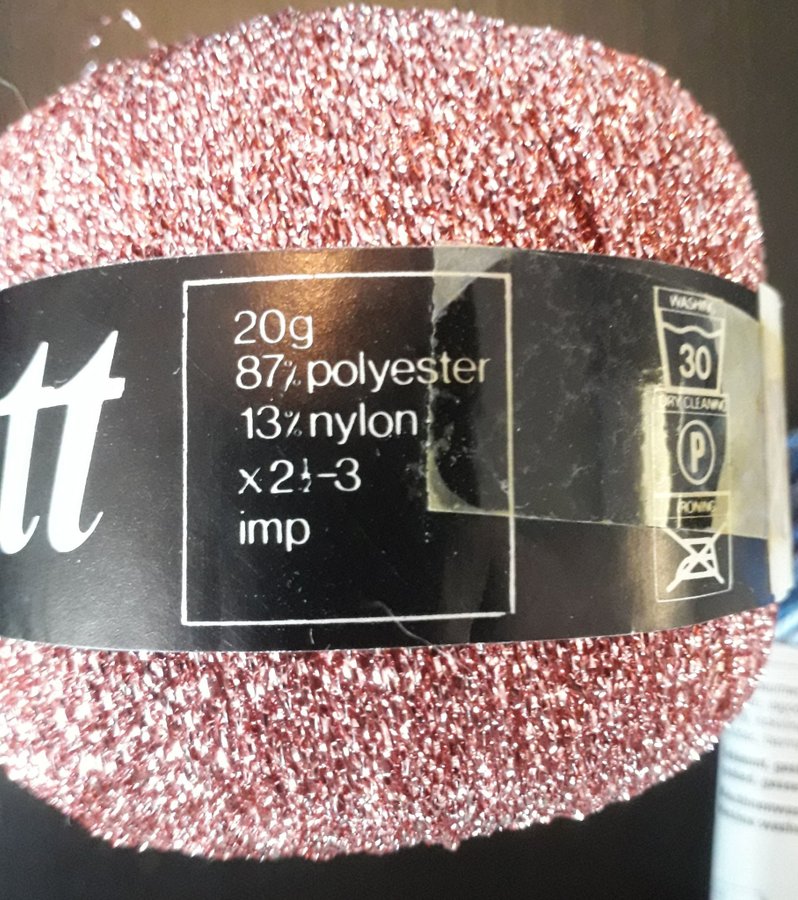 tt
20g
87% polyester
13% nylon
x 2½-3
imp
WASHING
30
DRY CLEANING
P
IRONING